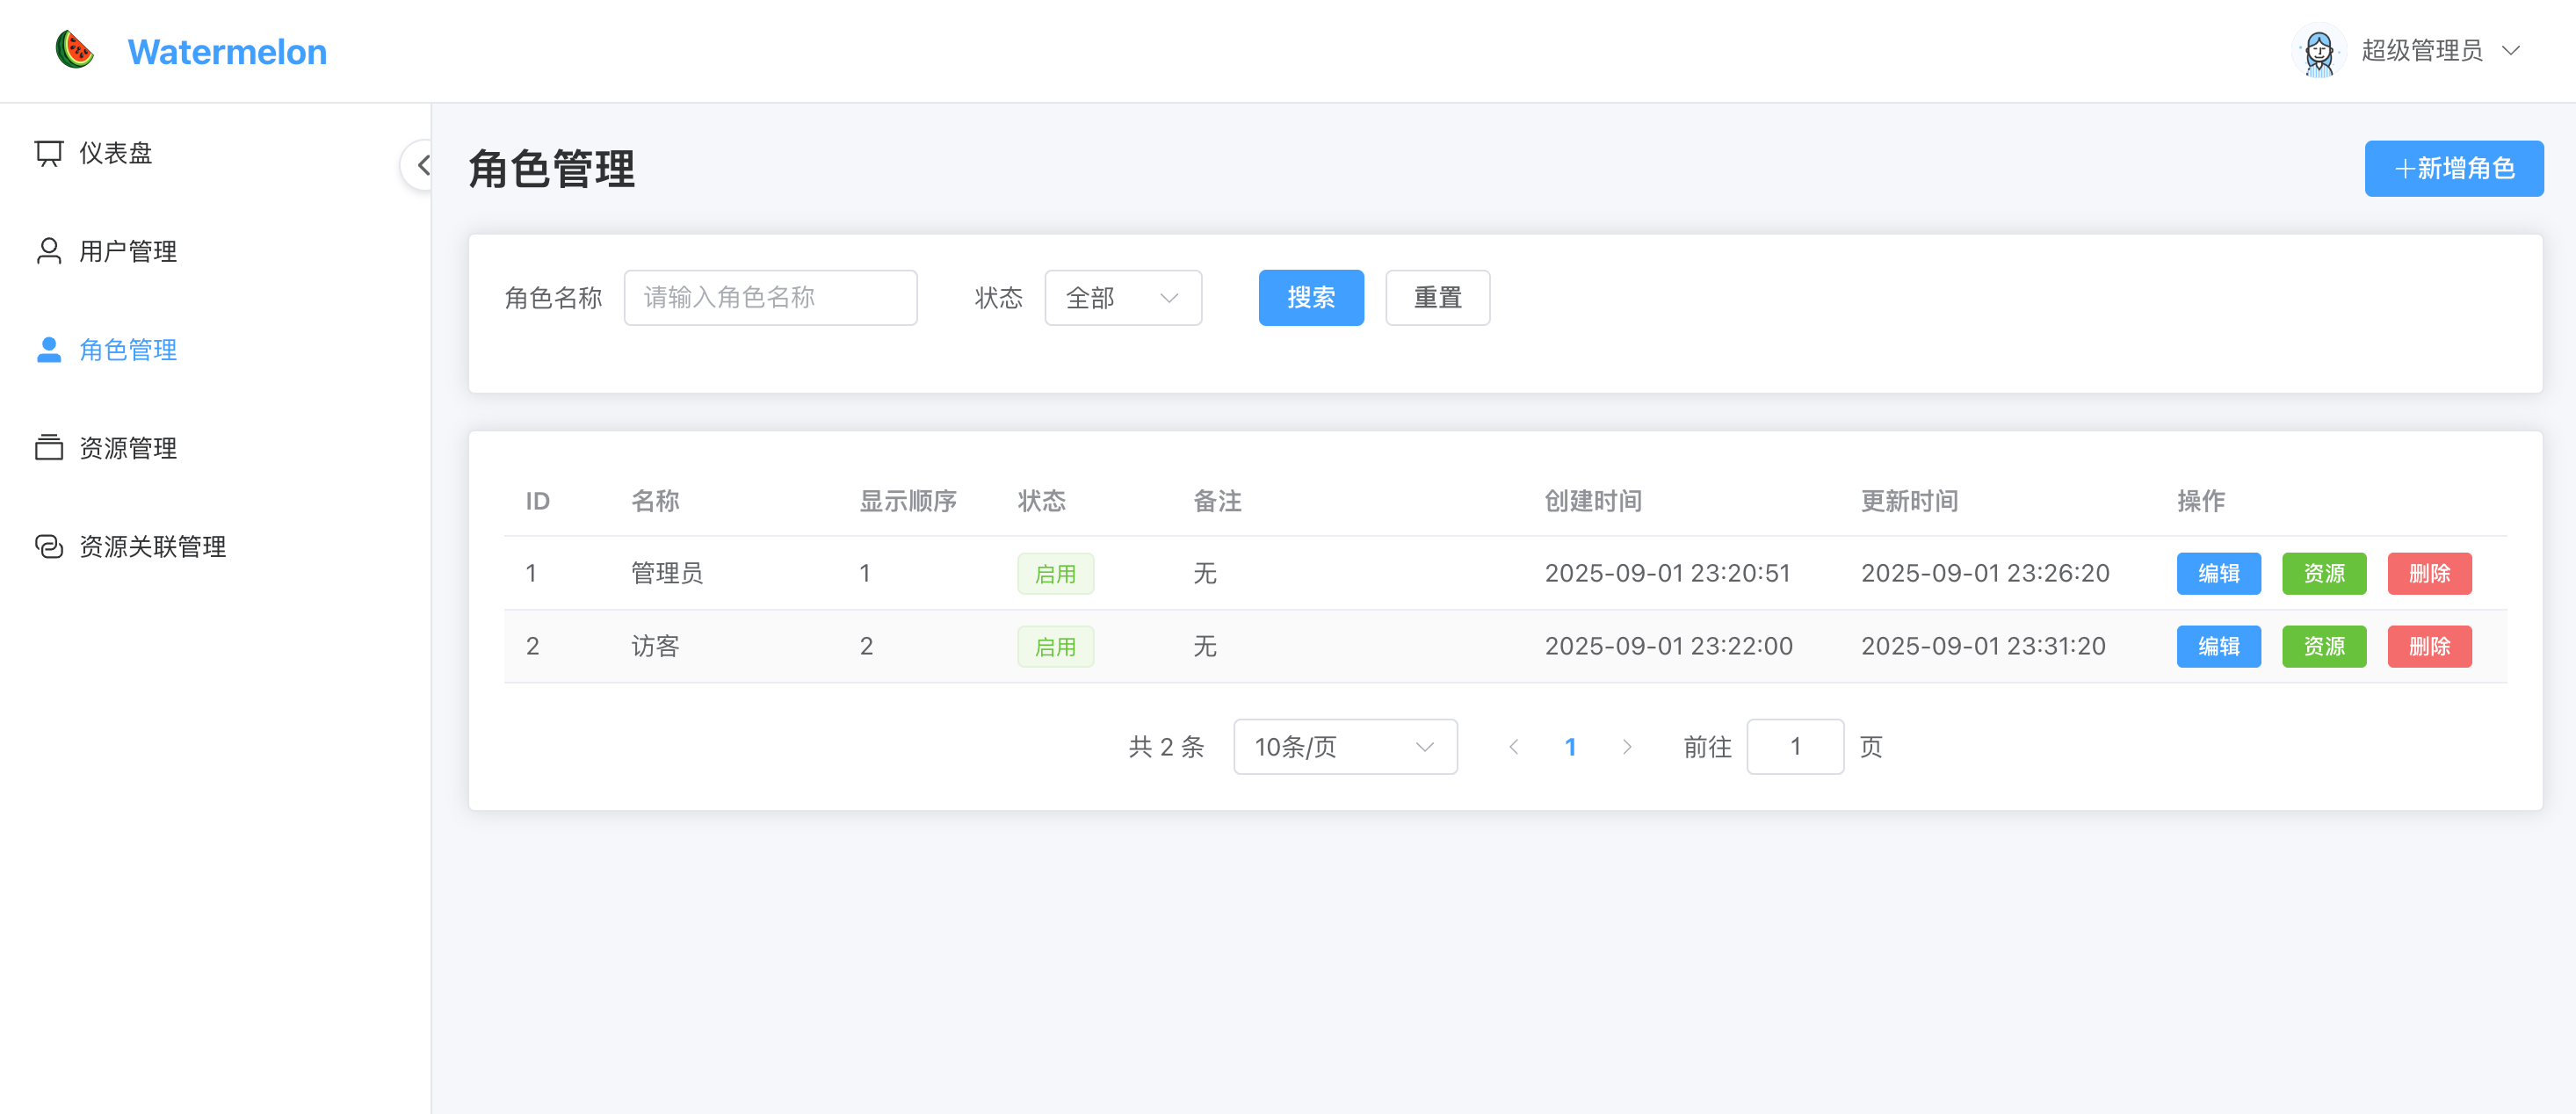 Watermelon
超级管理员
仪表盘
用户管理
角色管理
资源管理
资源关联管理
角色管理
+新增角色
角色名称 请输入角色名称 状态 全部 搜索 重置
ID 名称 显示顺序 状态 备注 创建时间 更新时间 操作
1 管理员 1 启用 无 2025-09-01 23:20:51 2025-09-01 23:26:20 编辑 资源 删除
2 访客 2 启用 无 2025-09-01 23:22:00 2025-09-01 23:31:20 编辑 资源 删除
共 2 条 10条/页 1 前往 1 页